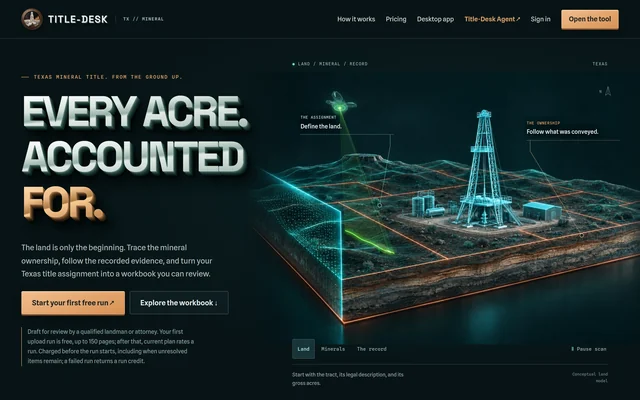 TITLE-DESK
TX // MINERAL
How it works
Pricing
Desktop app
Title-Desk Agent ↗
Sign in
Open the tool
TEXAS MINERAL TITLE. FROM THE GROUND UP.
EVERY ACRE.
ACCOUNTED
FOR.
The land is only the beginning. Trace the mineral
ownership, follow the recorded evidence, and turn your
Texas title assignment into a workbook you can review.
Start your first free run ↗
Explore the workbook ↓
Draft for review by a qualified landman or attorney. Your first
upload run is free, up to 150 pages; after that, current plan rates a
run. Charged before the run starts, including when unresolved
items remain; a failed run returns a run credit.
LAND / MINERAL / RECORD
TEXAS
N
THE ASSIGNMENT
Define the land.
THE OWNERSHIP
Follow what was conveyed.
Land
Minerals
The record
Pause scan
Start with the tract, its legal description, and its
gross acres.
Conceptual land
model